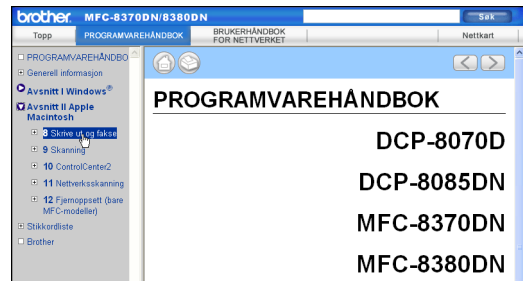 brother. MFC-8370DN/8380DN
Søk
Topp
PROGRAMVAREHÅNDBOK
BRUKERHÅNDBOK
FOR NETTVERKET
Nettkart
PROGRAMVAREHÅNDBO
Generell informasjon
Avsnitt I Windows®
Avsnitt II Apple
Macintosh
8 Skrive ut og fakse
9 Skanning
10 ControlCenter2
11 Nettverksskanning
12 Fjernoppsett (bare
MFC-modeller)
Stikkordliste
Brother
PROGRAMVAREHÅNDBOK
DCP-8070D
DCP-8085DN
MFC-8370DN
MFC-8380DN